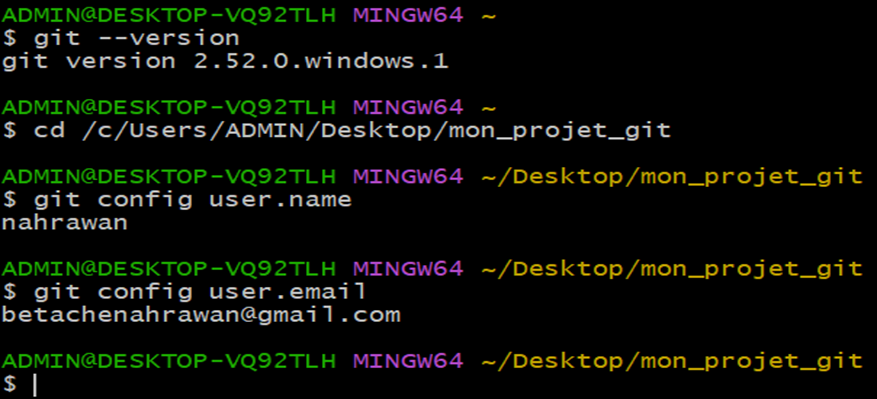 ADMIN@DESKTOP-VQ92TLH MINGW64 ~
$ git --version
git version 2.52.0.windows.1
ADMIN@DESKTOP-VQ92TLH MINGW64 ~
$ cd /c/Users/ADMIN/Desktop/mon_projet_git
ADMIN@DESKTOP-VQ92TLH MINGW64 ~/Desktop/mon_projet_git
$ git config user.name
nahrawan
ADMIN@DESKTOP-VQ92TLH MINGW64 ~/Desktop/mon_projet_git
$ git config user.email
betachenahrawan@gmail.com
ADMIN@DESKTOP-VQ92TLH MINGW64 ~/Desktop/mon_projet_git
$